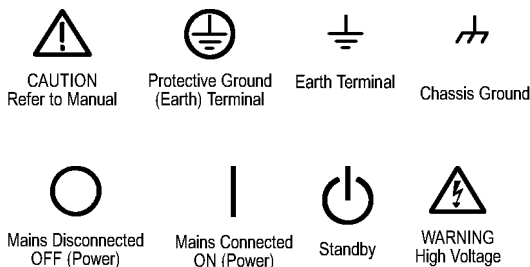 CAUTION
Refer to Manual
Protective Ground
(Earth) Terminal
Earth Terminal
Chassis Ground
Mains Disconnected
OFF (Power)
Mains Connected
ON (Power)
Standby
WARNING
High Voltage